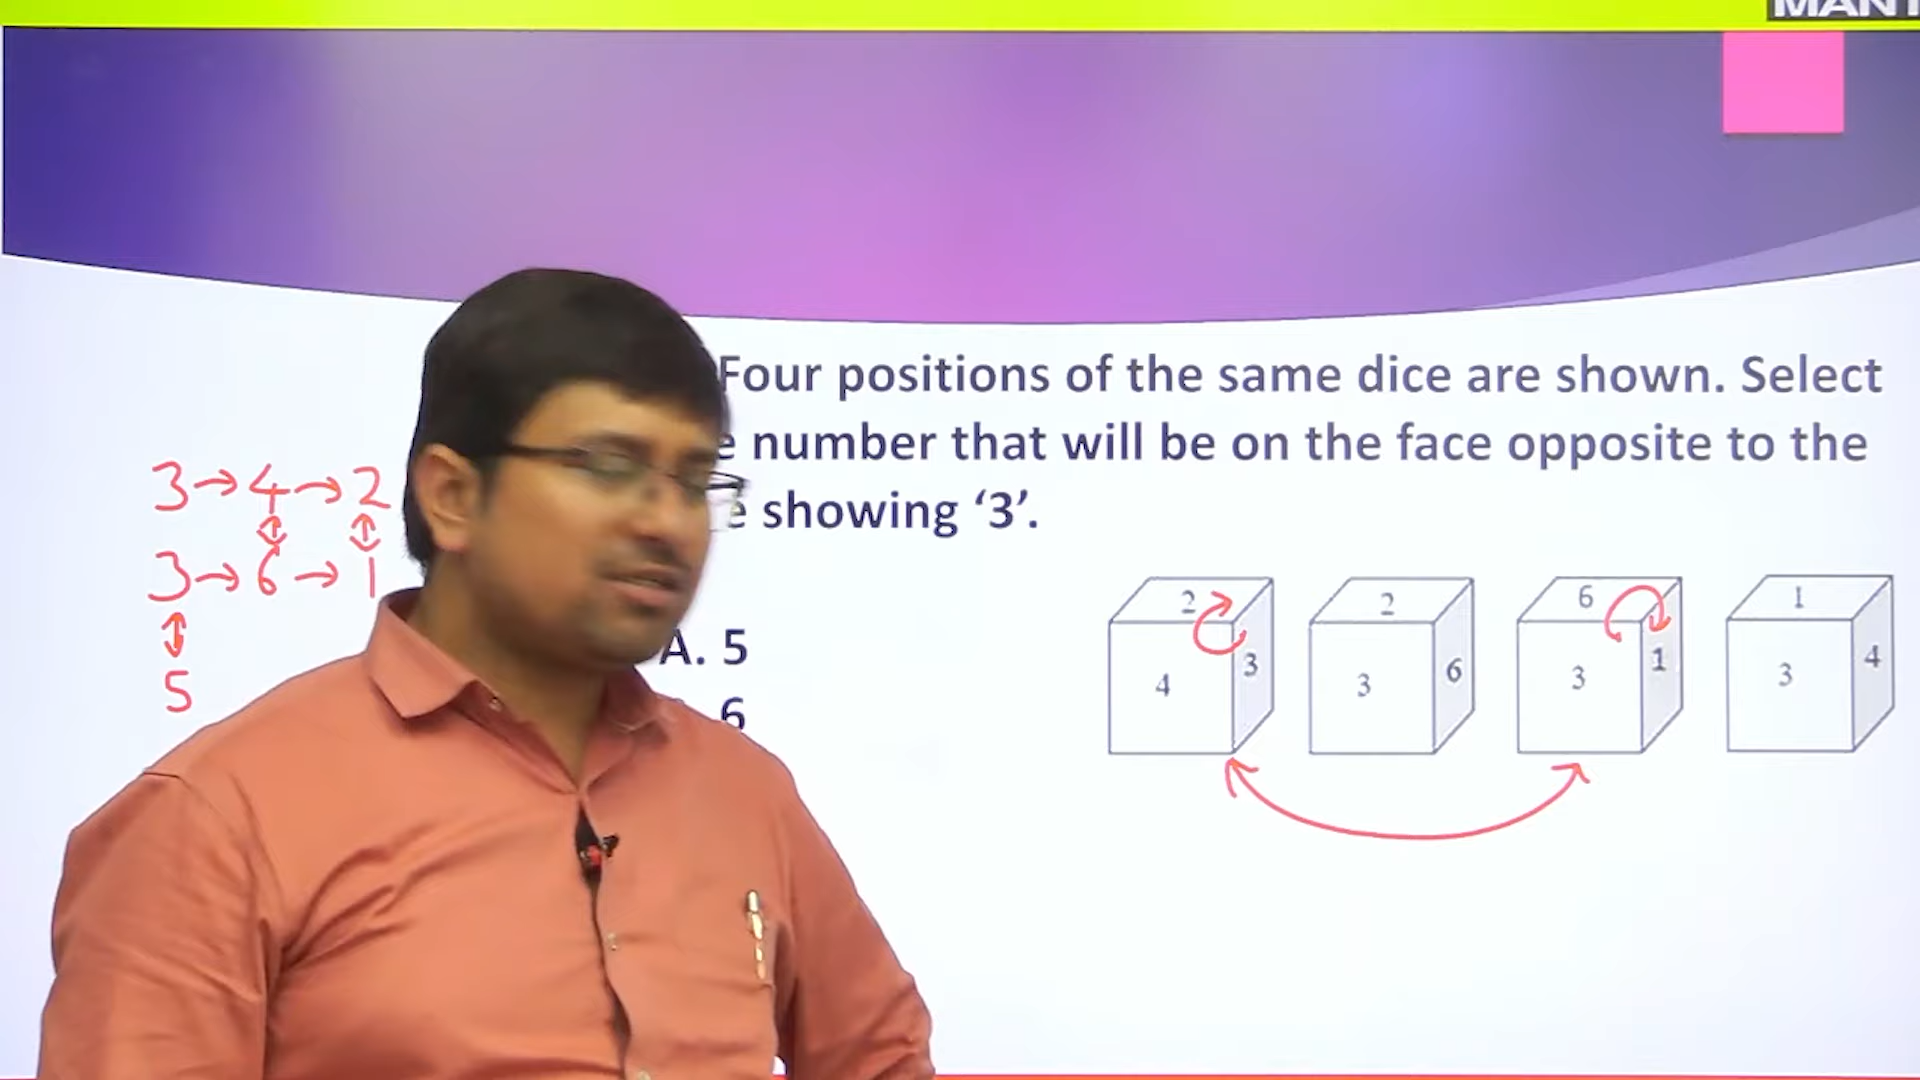 MANT
Four positions of the same dice are shown. Select
number that will be on the face opposite to the
showing ‘3’.
3→4→2
3→6→1
5
A. 5
6
2 4 3
2 3 6
6 3 1
1 3 4